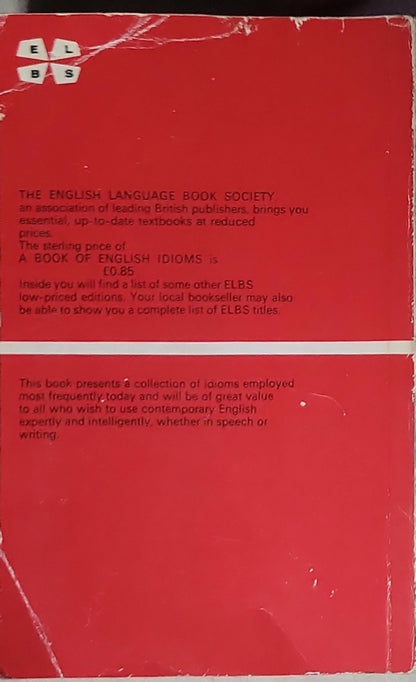 E L
B S
THE ENGLISH LANGUAGE BOOK SOCIETY
an association of leading British publishers, brings you
essential, up-to-date textbooks at reduced
prices.
The sterling price of
A BOOK OF ENGLISH IDIOMS is
£0.85
Inside you will find a list of some other ELBS
low-priced editions. Your local bookseller may also
be able to show you a complete list of ELBS titles.
This book presents a collection of idioms employed
most frequently today and will be of great value
to all who wish to use contemporary English
expertly and intelligently, whether in speech or
writing.